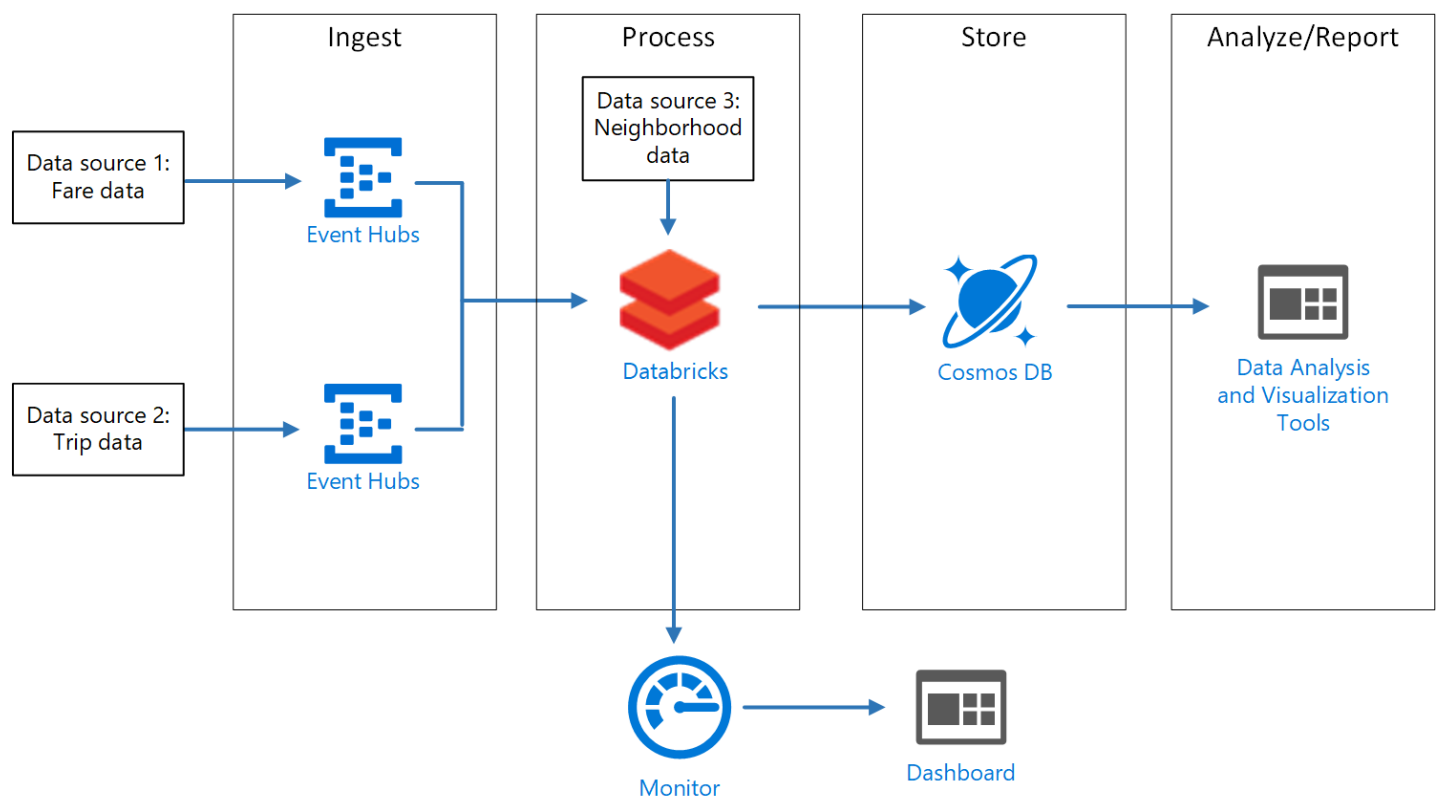 Ingest
Process
Store
Analyze/Report
Data source 1:
Fare data
Event Hubs
Data source 2:
Trip data
Event Hubs
Data source 3:
Neighborhood
data
Databricks
Cosmos DB
Data Analysis
and Visualization
Tools
Monitor
Dashboard